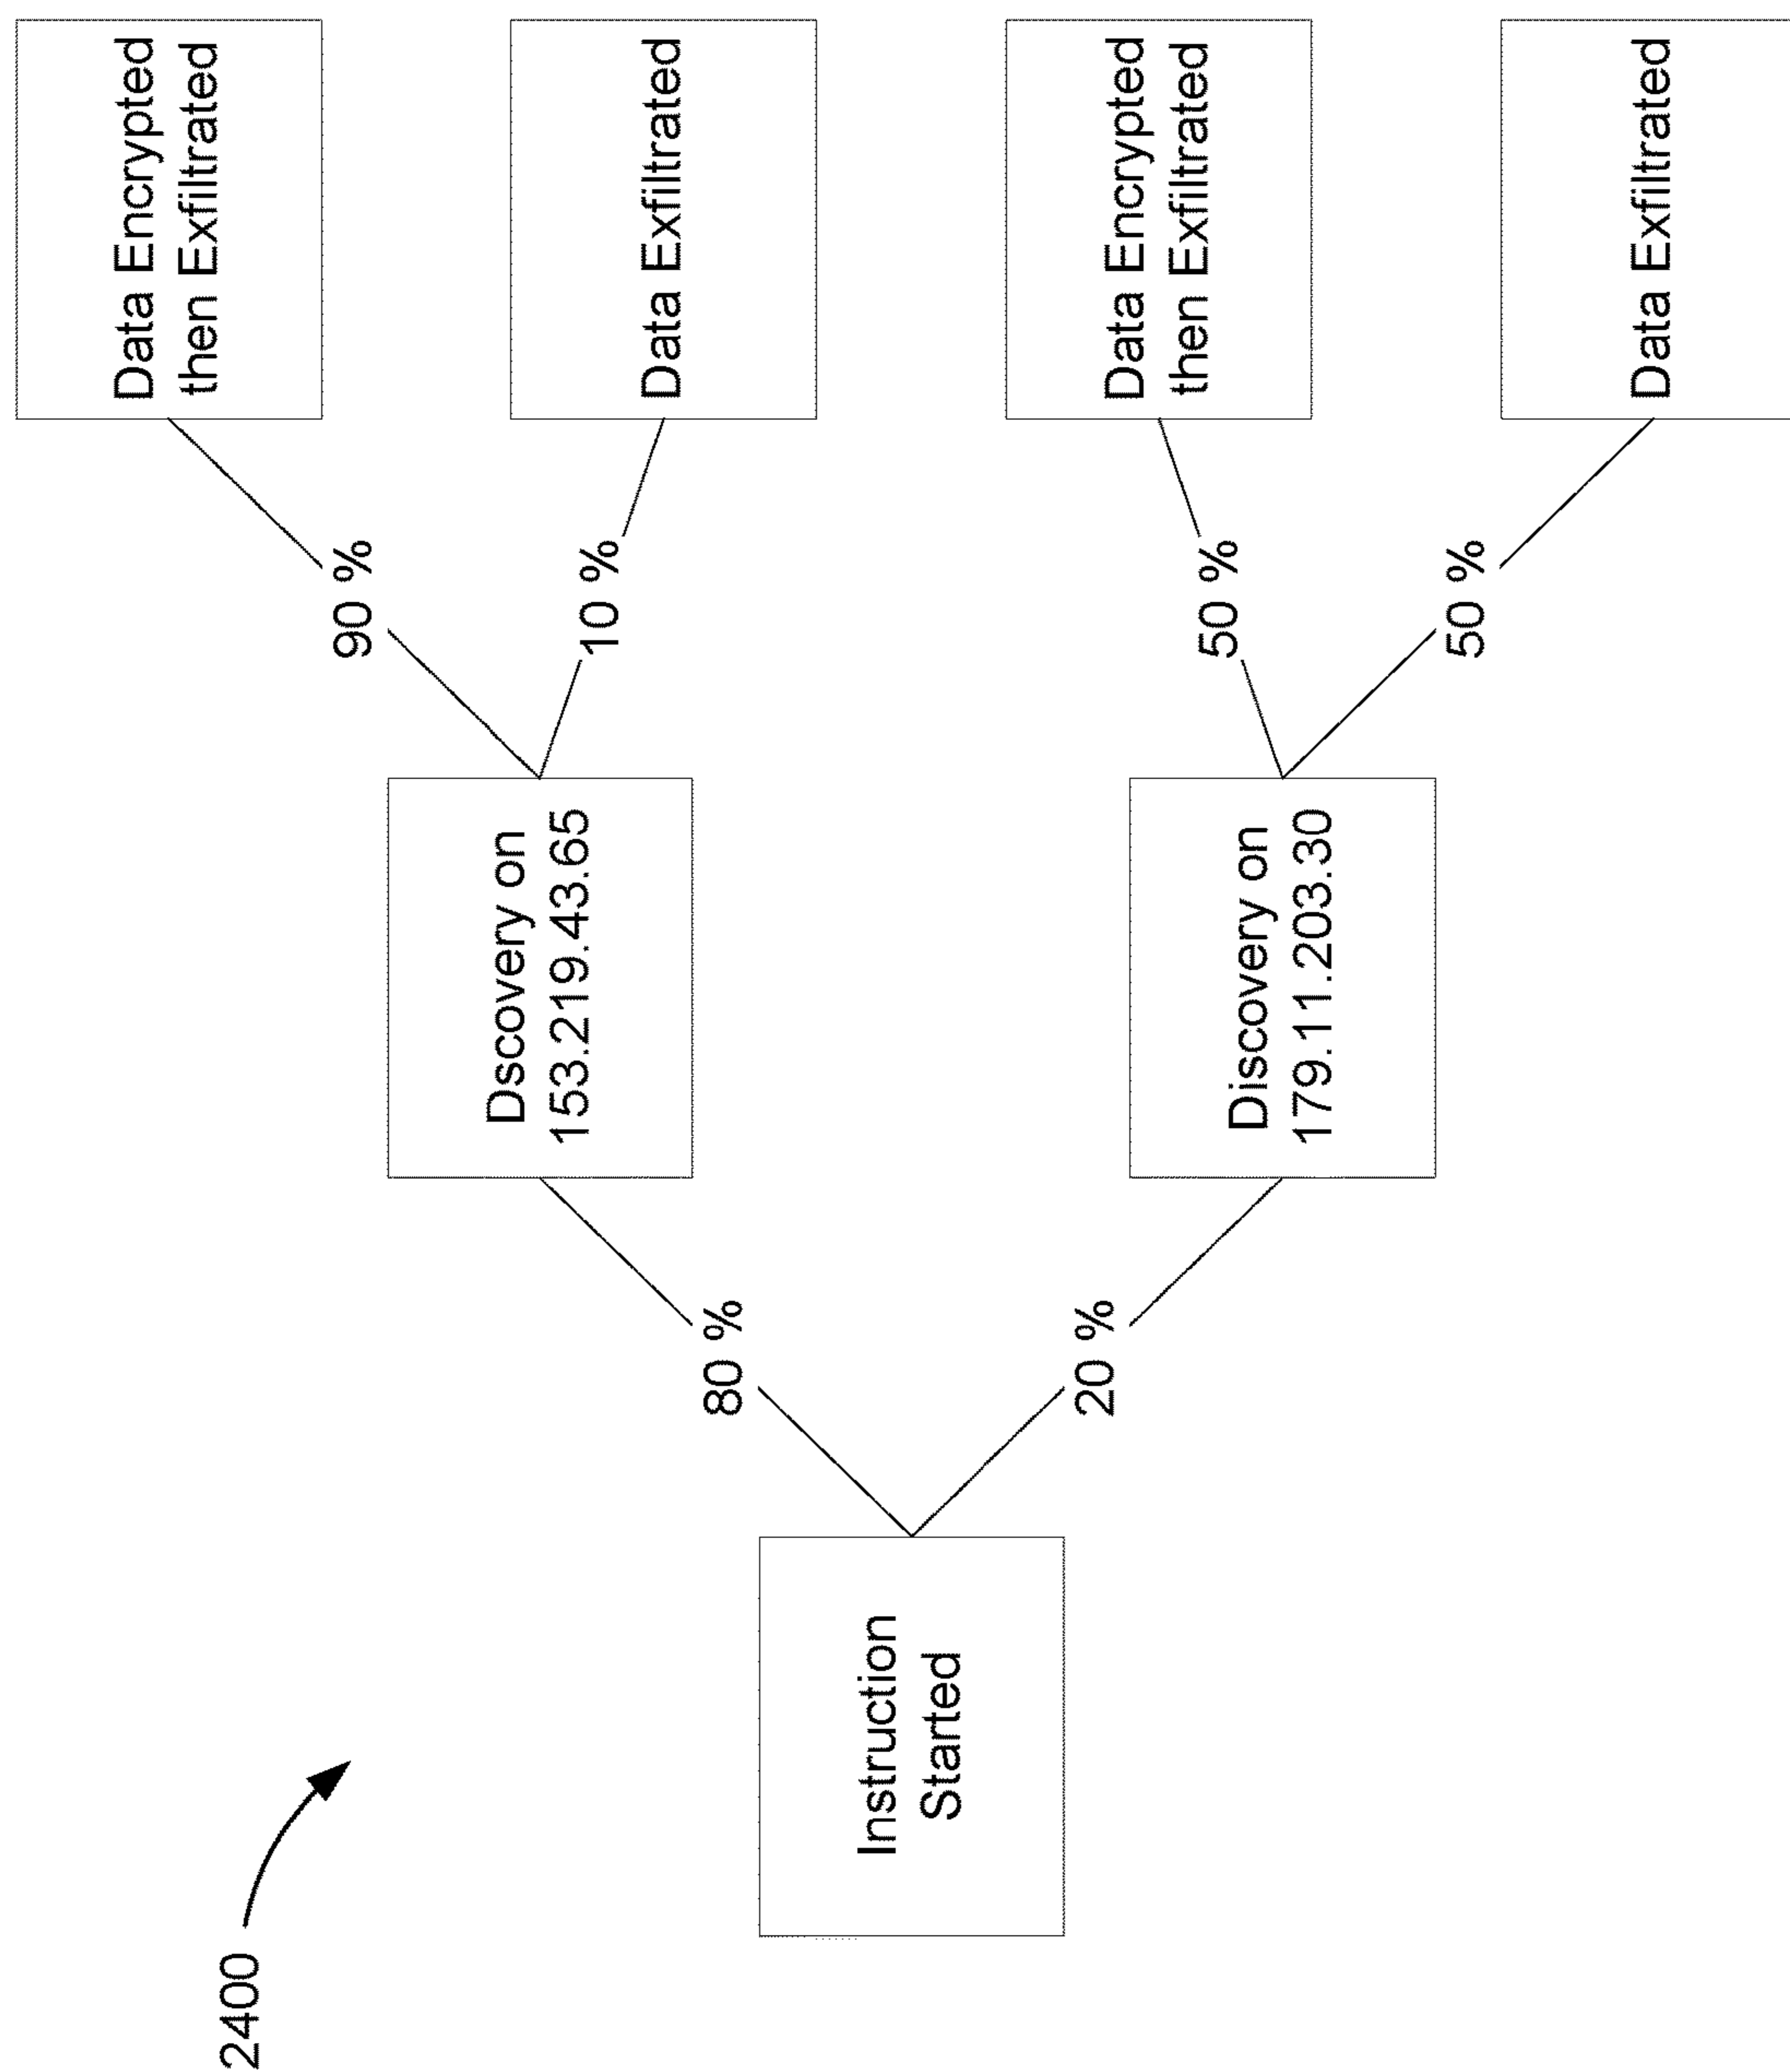 2400
Instruction
Started
80 %
20 %
Dscovery on
153.219.43.65
Discovery on
179.11.203.30
90 %
10 %
50 %
50 %
Data Encrypted
then Exfiltrated
Data Exfiltrated
Data Encrypted
then Exfiltrated
Data Exfiltrated